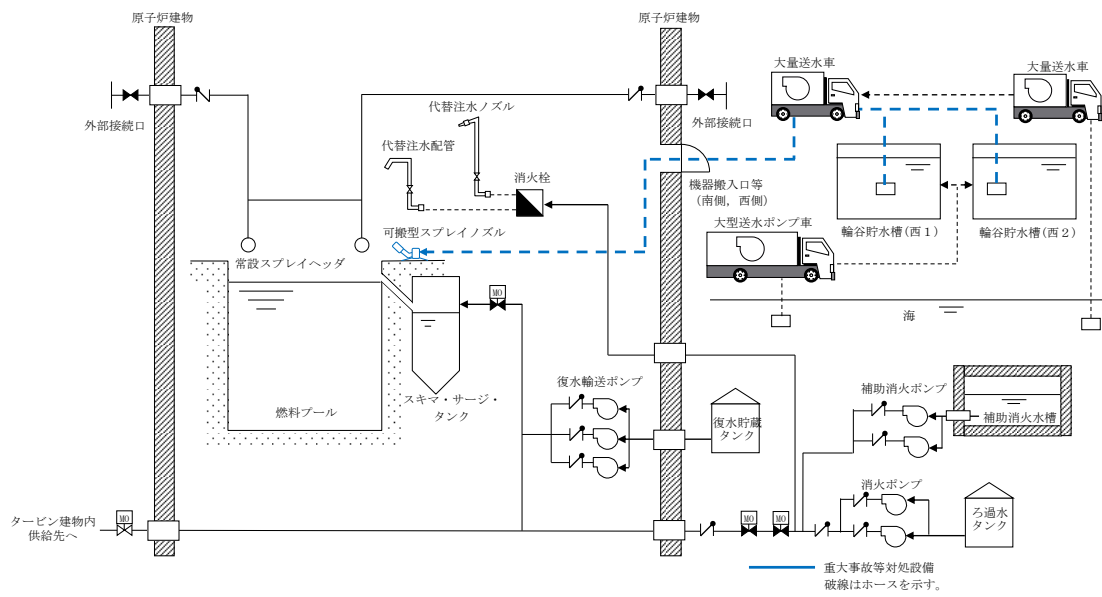 原子炉建物
原子炉建物
大量送水車
大量送水車
外部接続口
代替注水ノズル
外部接続口
代替注水配管
消火栓
機器搬入口等
(南側，西側)
可搬型スプレイノズル
大型送水ポンプ車
輪谷貯水槽(西１)
輪谷貯水槽(西２)
常設スプレイヘッダ
MO
海
燃料プール
スキマ・サージ・
タンク
復水輸送ポンプ
復水貯蔵
タンク
補助消火ポンプ
補助消火水槽
消火ポンプ
ろ過水
タンク
タービン建物内
供給先へ
MO
MO
MO
重大事故等対処設備
破線はホースを示す。